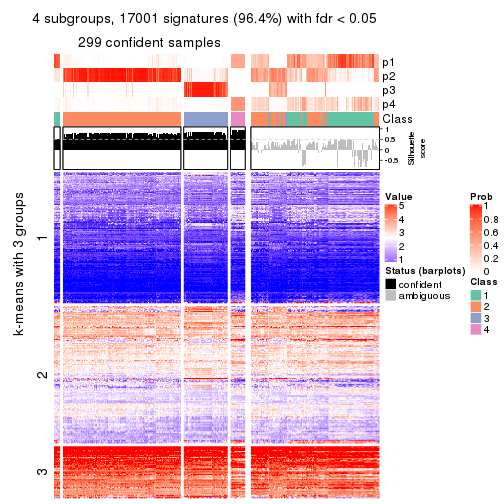 4 subgroups, 17001 signatures (96.4%) with fdr < 0.05
299 confident samples
p1
p2
p3
p4
Class
1
0.5
0
-0.5
Silhouette
score
k-means with 3 groups
1
2
3
Value
5
4
3
2
1
Status (barplots)
confident
ambiguous
Prob
1
0.8
0.6
0.4
0.2
0
Class
1
2
3
4